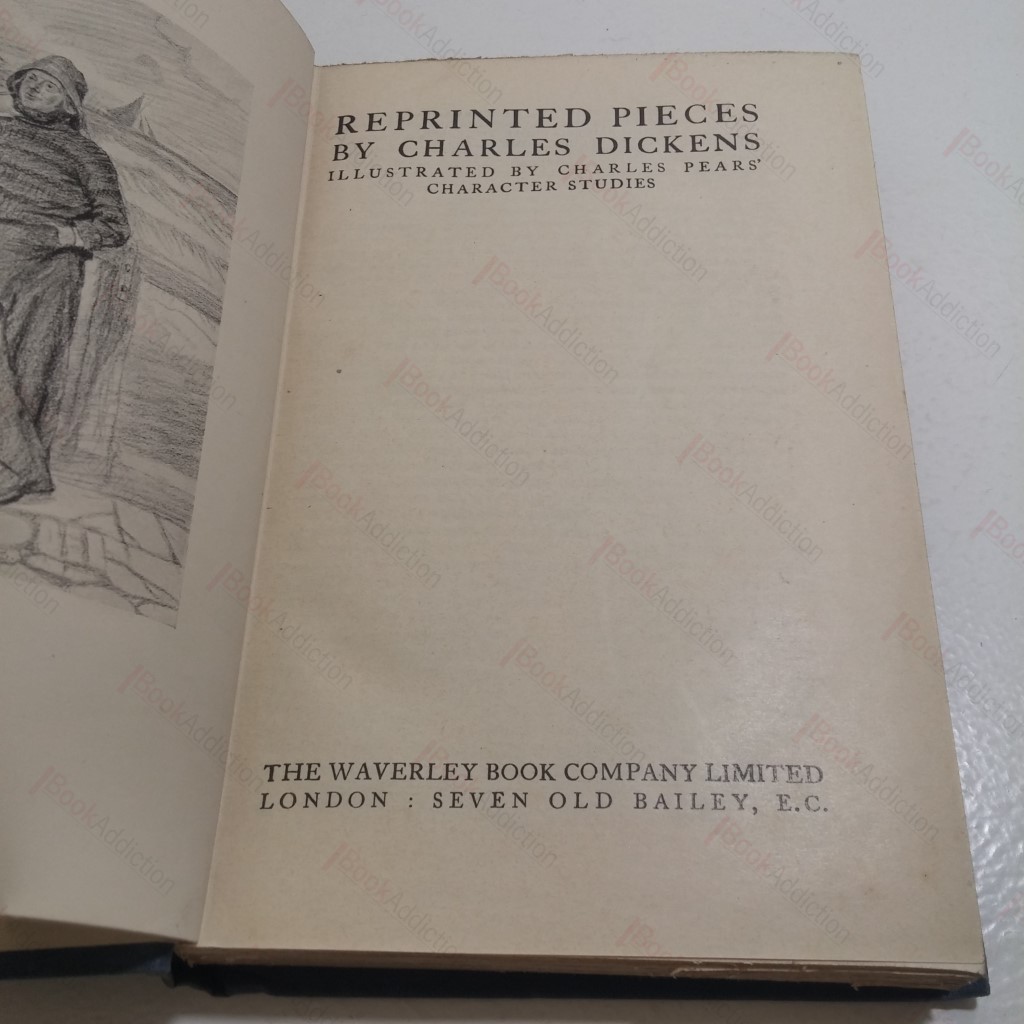 REPRINTED PIECES
BY CHARLES DICKENS
ILLUSTRATED BY CHARLES PEARS'
CHARACTER STUDIES
THE WAVERLEY BOOK COMPANY LIMITED
LONDON : SEVEN OLD BAILEY, E.C.
BookAddiction